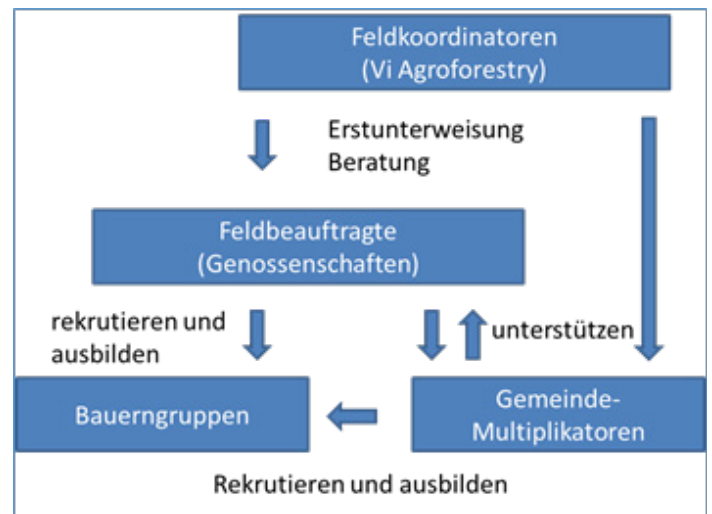 Feldkoordinatoren
(Vi Agroforestry)
Erstunterweisung
Beratung
Feldbeauftragte
(Genossenschaften)
rekrutieren und
ausbilden
unterstützen
Bauerngruppen
Gemeinde-
Multiplikatoren
Rekrutieren und ausbilden